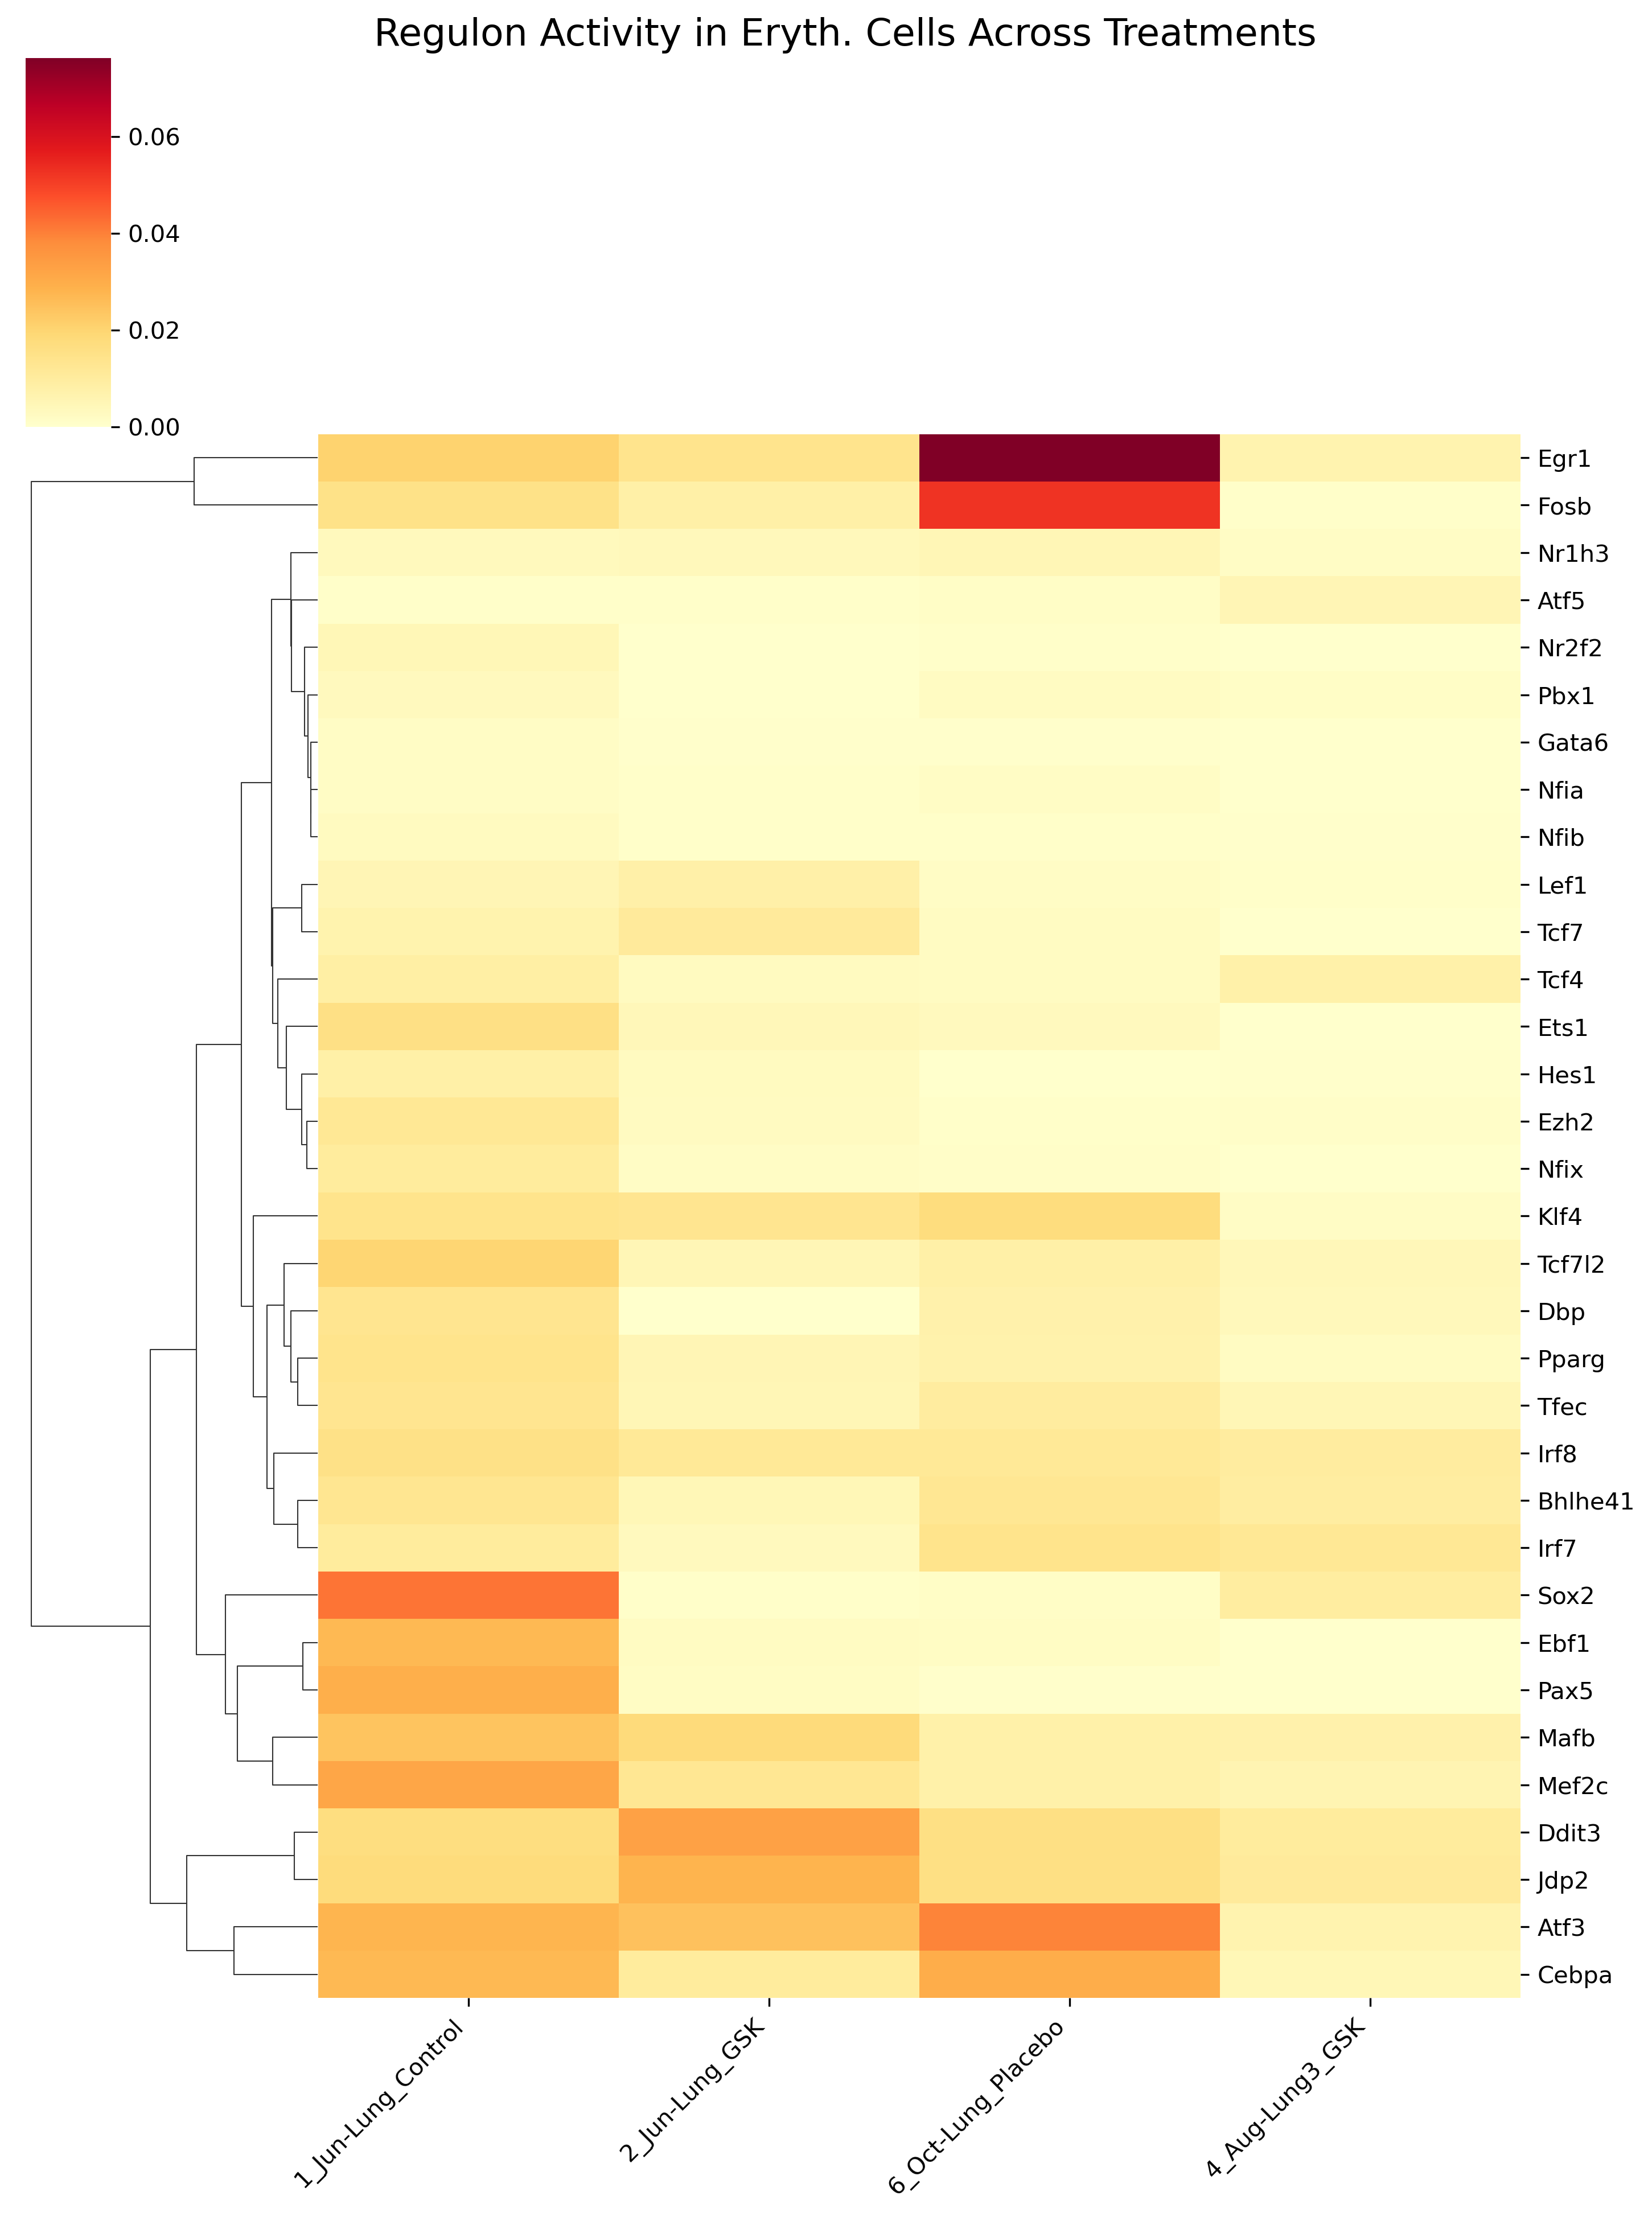 Regulon Activity in Eryth. Cells Across Treatments
0.06
0.04
0.02
0.00
Egr1
Fosb
Nr1h3
Atf5
Nr2f2
Pbx1
Gata6
Nfia
Nfib
Lef1
Tcf7
Tcf4
Ets1
Hes1
Ezh2
Nfix
Klf4
Tcf7l2
Dbp
Pparg
Tfec
Irf8
Bhlhe41
Irf7
Sox2
Ebf1
Pax5
Mafb
Mef2c
Ddit3
Jdp2
Atf3
Cebpa
1_Jun-Lung_Control
2_Jun-Lung_GSK
6_Oct-Lung_Placebo
4_Aug-Lung3_GSK